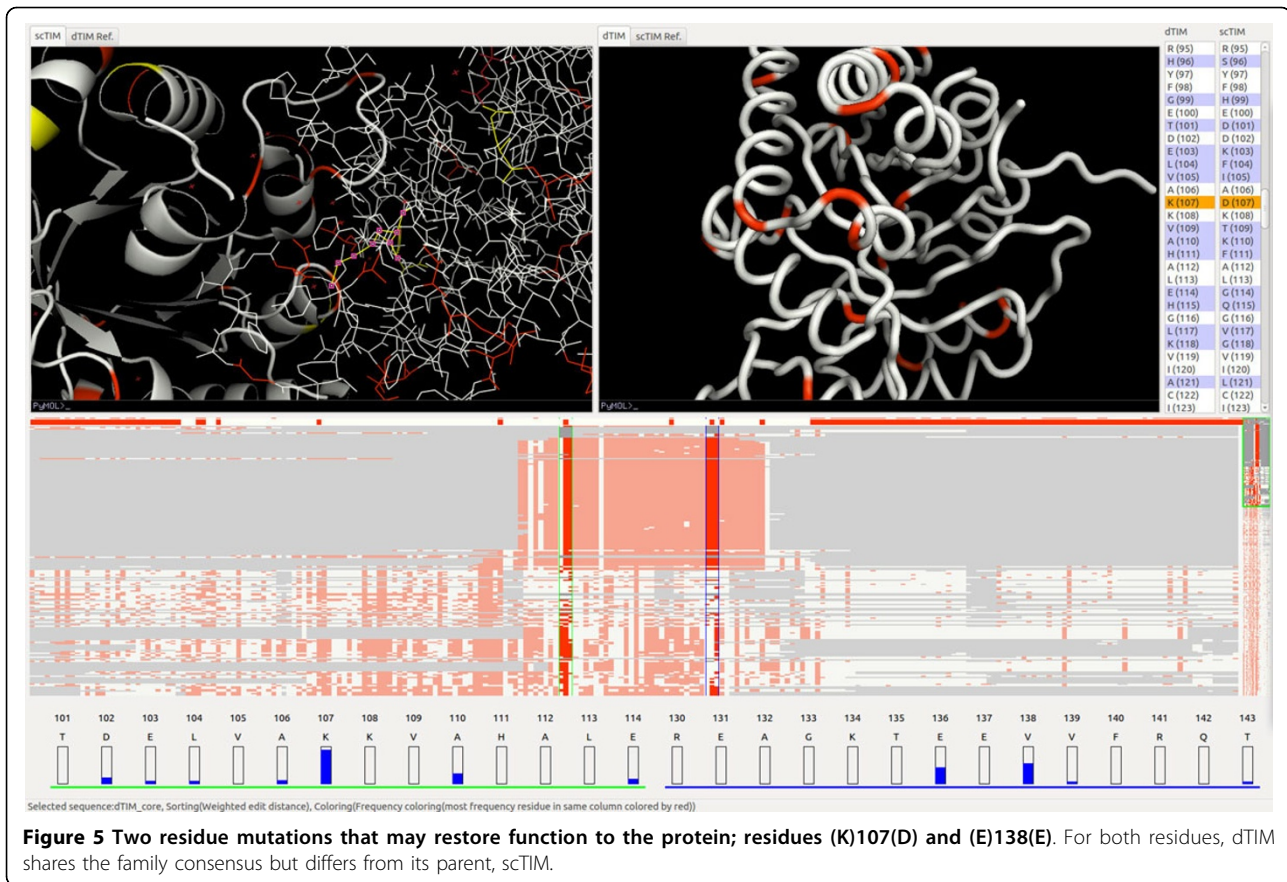 scTIM dTIM Ref.
dTIM scTIM Ref.
dTIM scTIM
R (95) R (95)
H (96) S (96)
Y (97) Y (97)
F (98) F (98)
G (99) H (99)
E (100) E (100)
T (101) D (101)
D (102) D (102)
E (103) K (103)
L (104) F (104)
V (105) I (105)
A (106) A (106)
K (107) D (107)
K (108) K (108)
V (109) T (109)
A (110) K (110)
H (111) F (111)
A (112) A (112)
L (113) L (113)
E (114) G (114)
H (115) Q (115)
G (116) G (116)
L (117) V (117)
K (118) G (118)
V (119) V (119)
I (120) I (120)
A (121) L (121)
C (122) C (122)
I (123) I (123)
PyMOL>_
PyMOL>_
101 102 103 104 105 106 107 108 109 110 111 112 113 114 130 131 132 133 134 135 136 137 138 139 140 141 142 143
T D E L V A K K V A H A L E R E A G K T E E V V F R Q T
Selected sequence:dTIM_core, Sorting(Weighted edit distance), Coloring(Frequency coloring(most frequency residue in same column colored by red))
Figure 5 Two residue mutations that may restore function to the protein; residues (K)107(D) and (E)138(E). For both residues, dTIM
shares the family consensus but differs from its parent, scTIM.